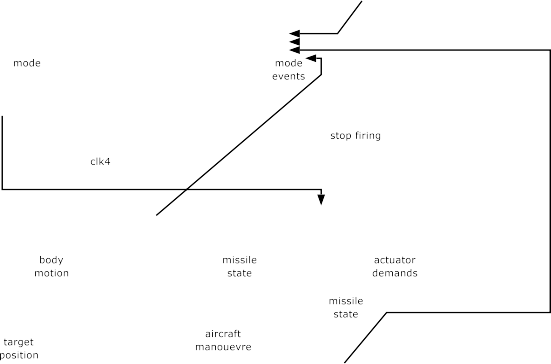 mode
mode
events
stop firing
clk4
body
motion
missile
state
actuator
demands
missile
state
aircraft
manouevre
target
position